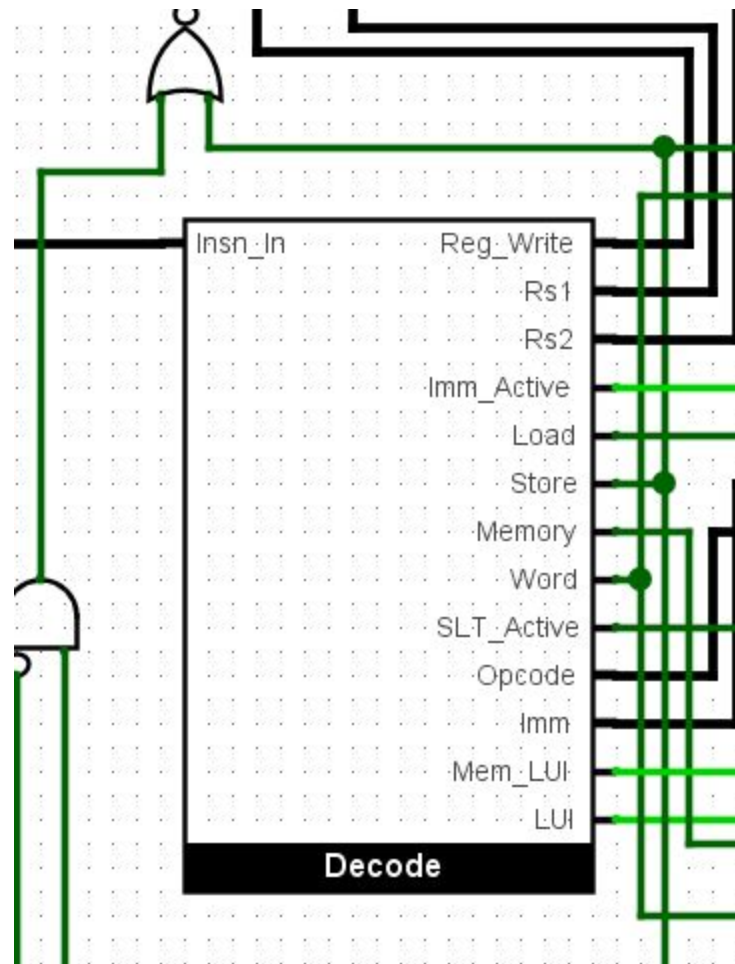 Insn_In
Reg_Write
Rs1
Rs2
Imm_Active
Load
Store
Memory
Word
SLT_Active
Opcode
Imm
Mem_LUI
LUI
Decode